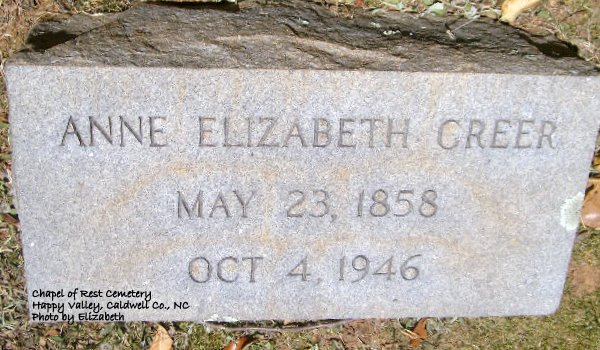 ANNE ELIZABETH GREER
MAY 23, 1858
OCT 4, 1946
Chapel of Rest Cemetery
Happy Valley, Caldwell Co., NC
Photo by Elizabeth